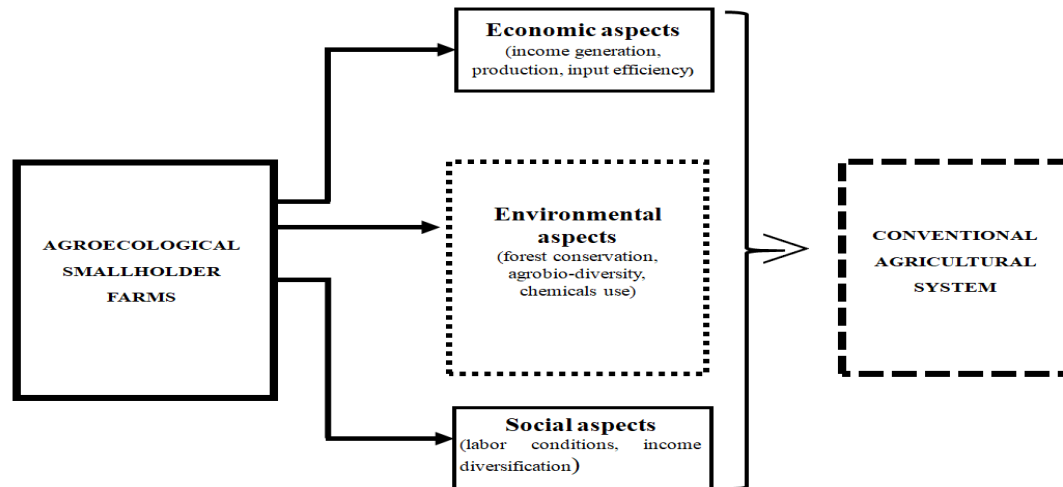 Economic aspects
(income generation,
production, input efficiency)
AGROECOLOGICAL
SMALLHOLDER
FARMS
Environmental
aspects
(forest conservation,
agrobio-diversity,
chemicals use)
CONVENTIONAL
AGRICULTURAL
SYSTEM
Social aspects
(labor conditions, income
diversification)